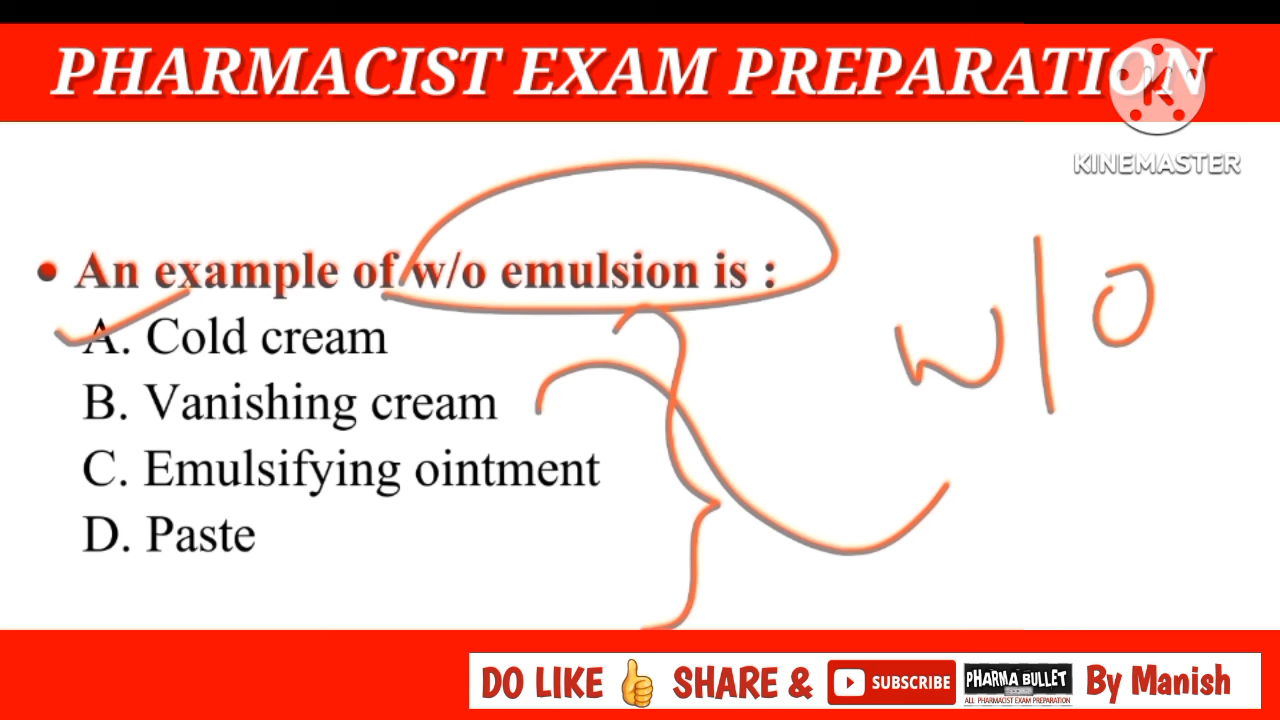 PHARMACIST EXAM PREPARATION
KINEMASTER
• An example of w/o emulsion is :
w/o
A. Cold cream
B. Vanishing cream
C. Emulsifying ointment
D. Paste
DO LIKE SHARE & SUBSCRIBE PHARMA BULLET By Manish
ALL PHARMACIST EXAM PREPARATION